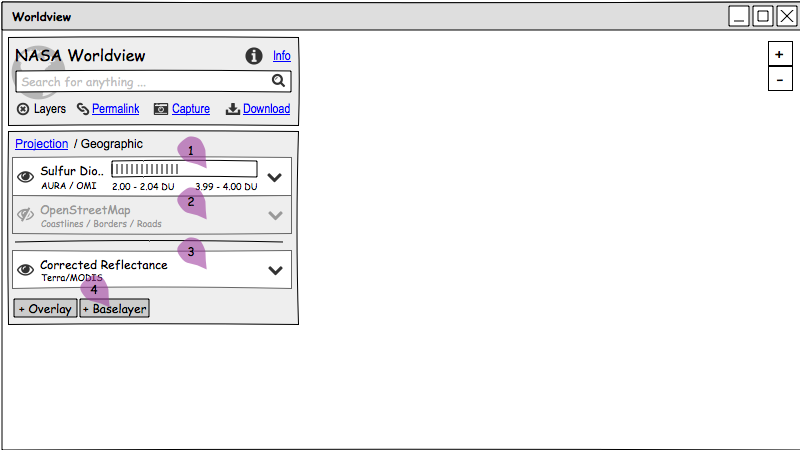 Worldview
NASA Worldview
Info
Search for anything ...
Layers Permalink Capture Download
Projection / Geographic
1
Sulfur Dio..
AURA / OMI 2.00 - 2.04 DU 3.99 - 4.00 DU
2
OpenStreetMap
Coastlines / Borders / Roads
3
Corrected Reflectance
Terra/MODIS
4
+ Overlay + Baselayer
+
-